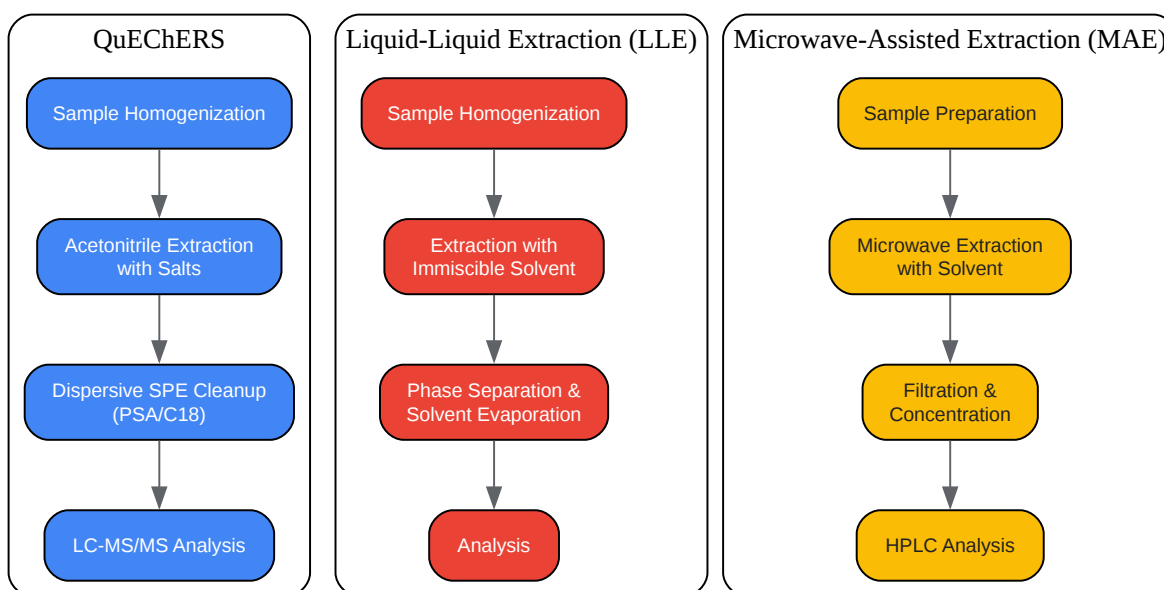 QuEChERS
Sample Homogenization
Acetonitrile Extraction
with Salts
Dispersive SPE Cleanup
(PSA/C18)
LC-MS/MS Analysis
Liquid-Liquid Extraction (LLE)
Sample Homogenization
Extraction with
Immiscible Solvent
Phase Separation &
Solvent Evaporation
Analysis
Microwave-Assisted Extraction (MAE)
Sample Preparation
Microwave Extraction
with Solvent
Filtration &
Concentration
HPLC Analysis